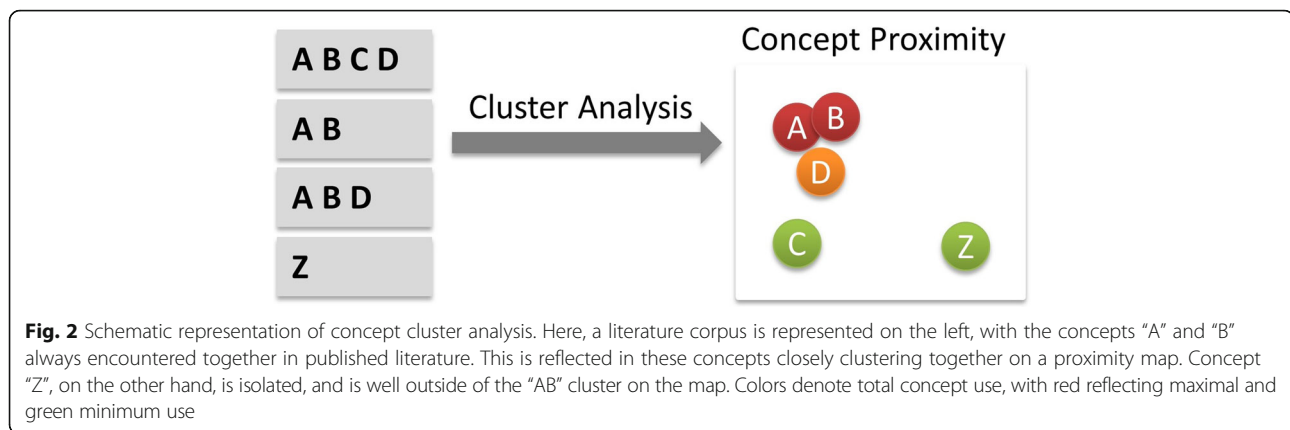 A B C D
A B
A B D
Z
Cluster Analysis
Concept Proximity
A
B
D
C
Z
Fig. 2 Schematic representation of concept cluster analysis. Here, a literature corpus is represented on the left, with the concepts “A” and “B”
always encountered together in published literature. This is reflected in these concepts closely clustering together on a proximity map. Concept
“Z”, on the other hand, is isolated, and is well outside of the “AB” cluster on the map. Colors denote total concept use, with red reflecting maximal and
green minimum use